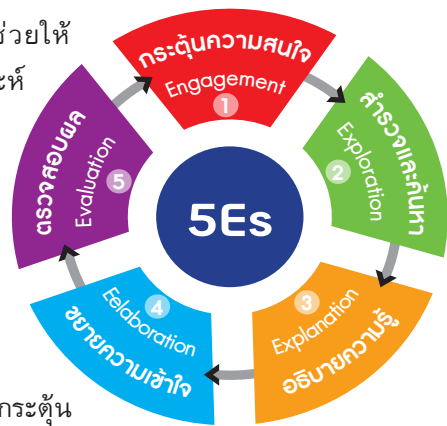 ช่วยให้
ะห์
กระตุ้นความสนใจ
Engagement
1
สำรวจและค้นหา
Exploration
2
อธิบายความรู้
Explanation
3
ขยายความเข้าใจ
Eelaboration
4
ตรวจสอบผล
Evaluation
5
5Es
กระตุ้น